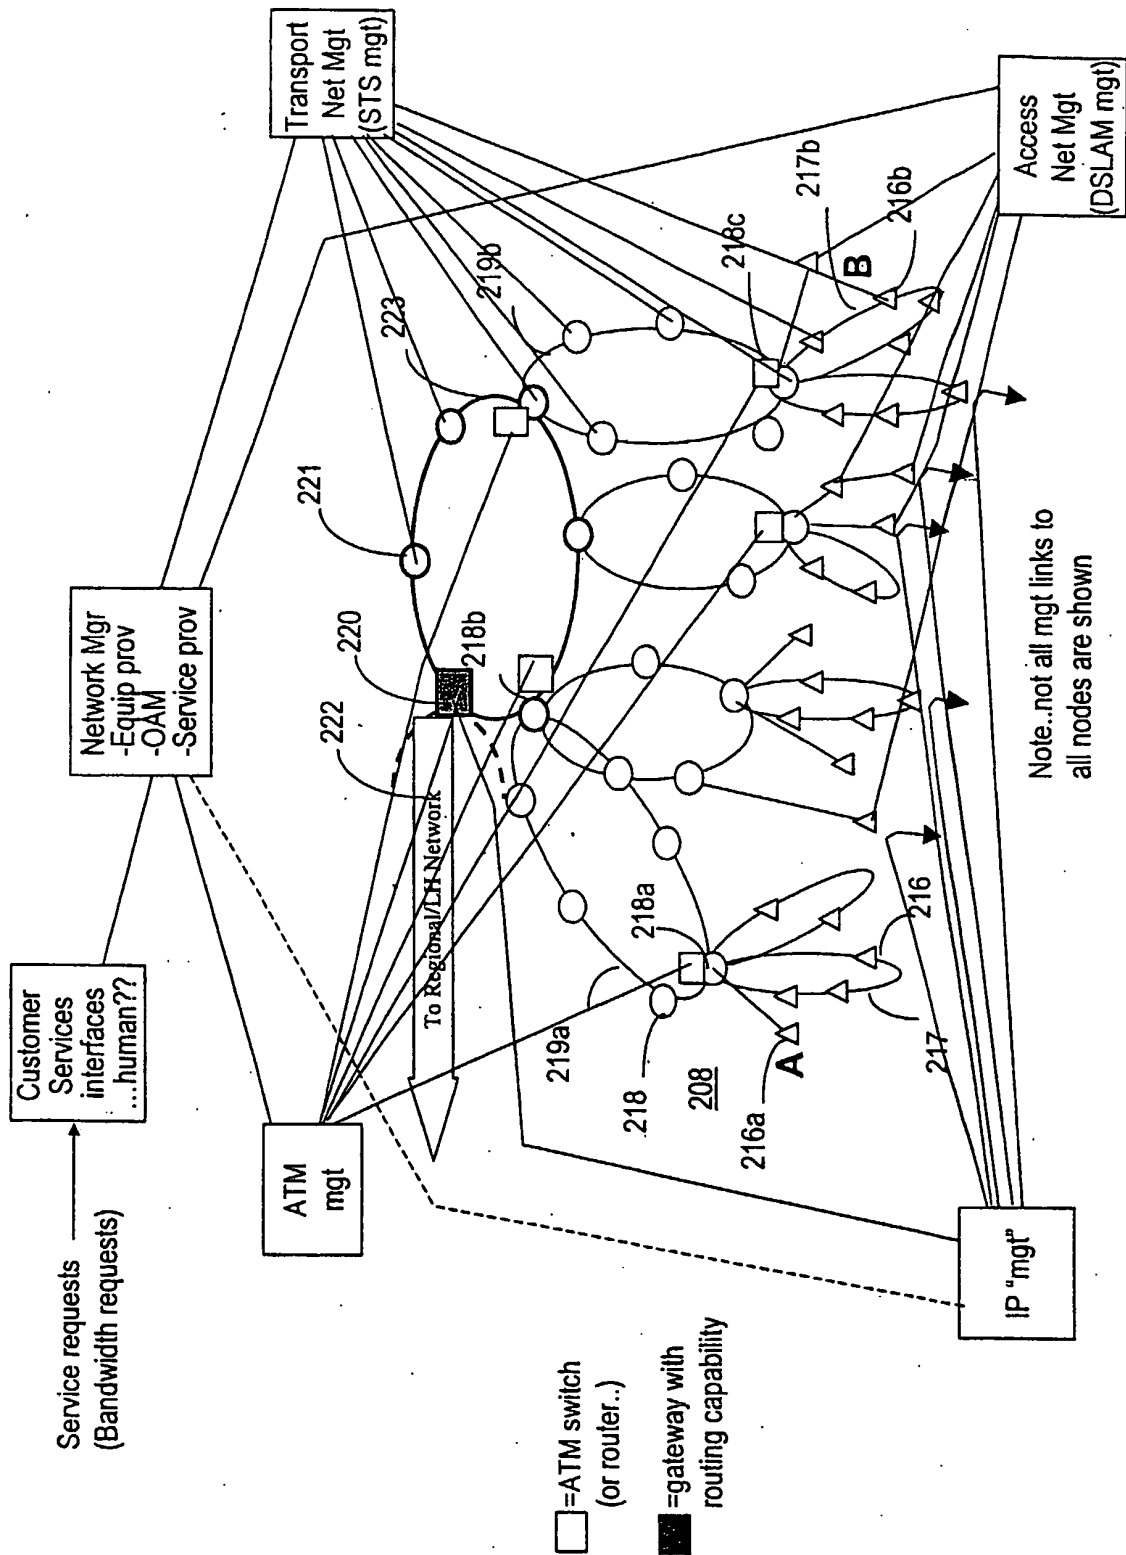 Service requests
(Bandwidth requests)
Customer
Services
interfaces
...human??
Network Mgr
-Equip prov
-OAM
-Service prov
Transport
Net Mgt
(STS mgt)
ATM
mgt
To Regional/LH Network
222
220
218b
221
223
219b
219a
218
218a
208
216a
A
216
217
218c
217b
B
216b
IP "mgt"
Access
Net Mgt
(DSLAM mgt)
Note..not all mgt links to
all nodes are shown
=ATM switch
(or router..)
=gateway with
routing capability